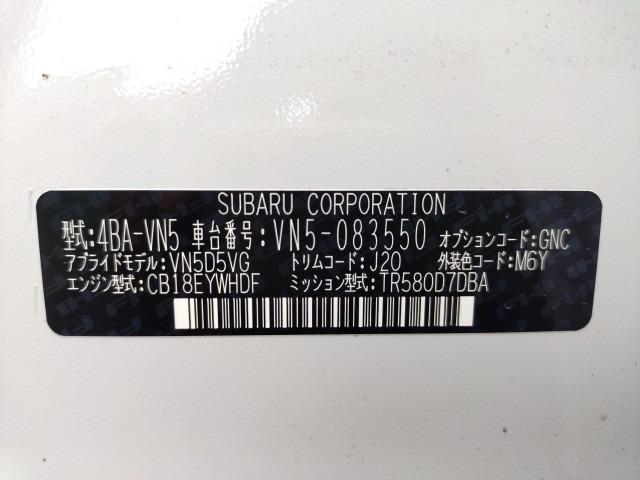 SUBARU CORPORATION
型式:4BA-VN5 車台番号:VN5-083550 オプションコード:GNC
アプライドモデル:VN5D5VG トリムコード:J20 外装色コード:M6Y
エンジン型式:CB18EYWHDF ミッション型式:TR580D7DBA